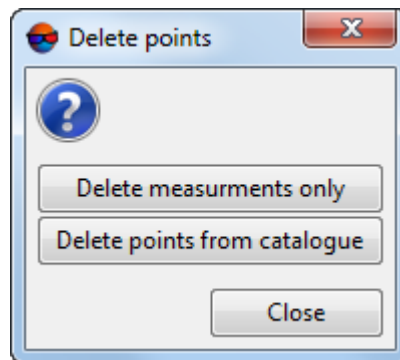 Delete points
Delete measurments only
Delete points from catalogue
Close